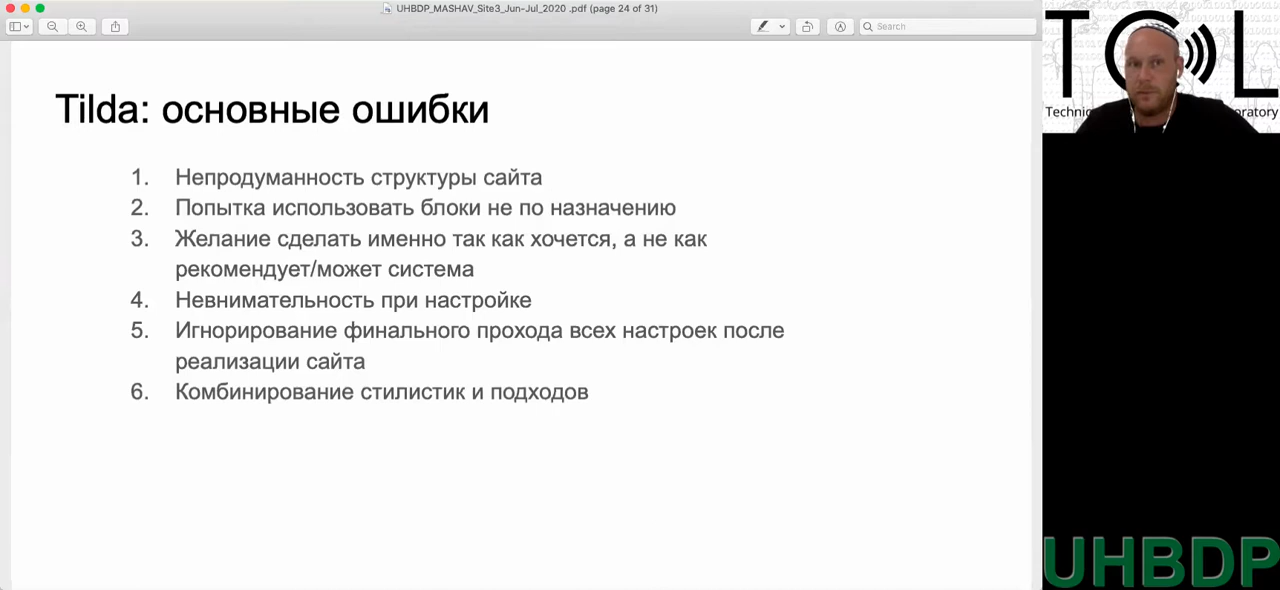 UHBDP_MASHAV_Site3_Jun-Jul_2020 .pdf (page 24 of 31)
Search
Tilda: основные ошибки
1. Непродуманность структуры сайта
2. Попытка использовать блоки не по назначению
3. Желание сделать именно так как хочется, а не как
рекомендует/может система
4. Невнимательность при настройке
5. Игнорирование финального прохода всех настроек после
реализации сайта
6. Комбинирование стилистик и подходов
UHBDP